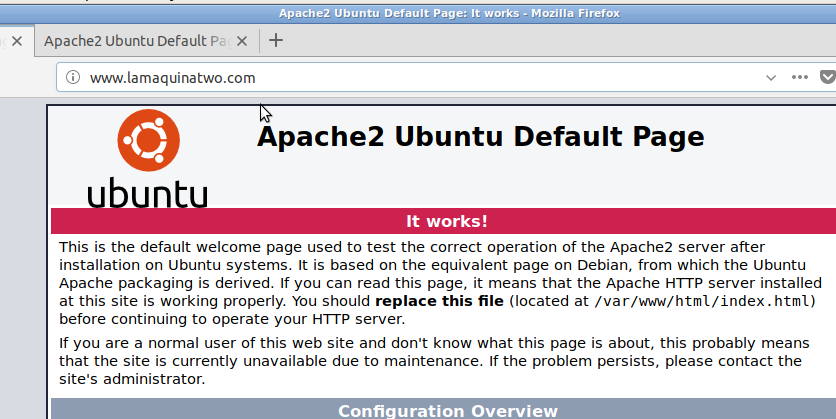 Apache2 Ubuntu Default Page: It works - Mozilla Firefox
Apache2 Ubuntu Default Pa
www.lamaquinatwo.com
Apache2 Ubuntu Default Page
ubuntu
It works!
This is the default welcome page used to test the correct operation of the Apache2 server after
installation on Ubuntu systems. It is based on the equivalent page on Debian, from which the Ubuntu
Apache packaging is derived. If you can read this page, it means that the Apache HTTP server installed
at this site is working properly. You should replace this file (located at /var/www/html/index.html)
before continuing to operate your HTTP server.
If you are a normal user of this web site and don't know what this page is about, this probably means
that the site is currently unavailable due to maintenance. If the problem persists, please contact the
site's administrator.
Configuration Overview